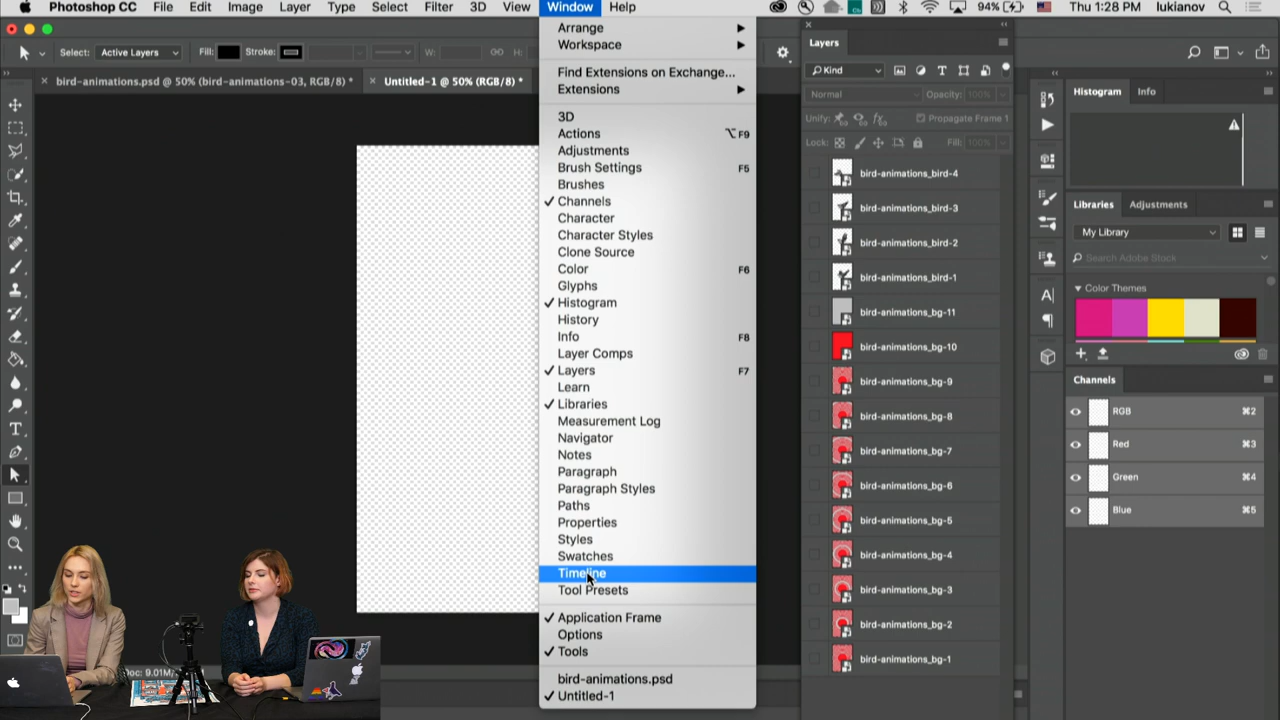 Photoshop CC File Edit Image Layer Type Select Filter 3D View Window Help 94% Thu 1:28 PM lukianov
Select: Active Layers Fill: Stroke: W: H:
bird-animations.psd @ 50% (bird-animations-03, RGB/8) * Untitled-1 @ 50% (RGB/8) *
Arrange
Workspace
Find Extensions on Exchange...
Extensions
3D
Actions ⌥F9
Adjustments
Brush Settings F5
Brushes
✓ Channels
Character
Character Styles
Clone Source
Color F6
Glyphs
✓ Histogram
History
Info F8
Layer Comps
✓ Layers F7
Learn
✓ Libraries
Measurement Log
Navigator
Notes
Paragraph
Paragraph Styles
Paths
Properties
Styles
Swatches
Timeline
Tool Presets
✓ Application Frame
Options
✓ Tools
bird-animations.psd
✓ Untitled-1
Layers
Kind
Normal Opacity: 100%
Unify: Propagate Frame 1
Lock: Fill: 100%
bird-animations_bird-4
bird-animations_bird-3
bird-animations_bird-2
bird-animations_bird-1
bird-animations_bg-11
bird-animations_bg-10
bird-animations_bg-9
bird-animations_bg-8
bird-animations_bg-7
bird-animations_bg-6
bird-animations_bg-5
bird-animations_bg-4
bird-animations_bg-3
bird-animations_bg-2
bird-animations_bg-1
Histogram Info
Libraries Adjustments
My Library
Search Adobe Stock
Color Themes
Channels
RGB ⌘2
Red ⌘3
Green ⌘4
Blue ⌘5
Doc: 9.01M/